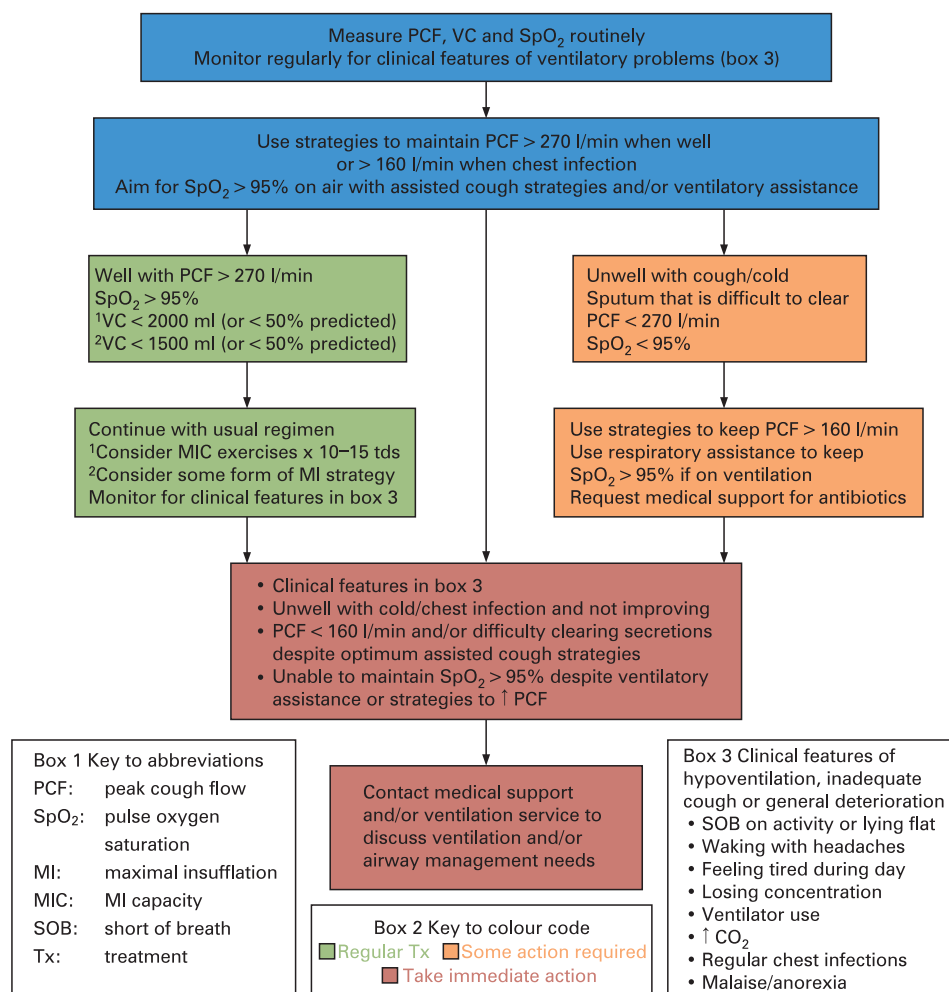 Measure PCF, VC and SpO₂ routinely
Monitor regularly for clinical features of ventilatory problems (box 3)
Use strategies to maintain PCF > 270 l/min when well
or > 160 l/min when chest infection
Aim for SpO₂ > 95% on air with assisted cough strategies and/or ventilatory assistance
Well with PCF > 270 l/min
SpO₂ > 95%
¹VC < 2000 ml (or < 50% predicted)
²VC < 1500 ml (or < 50% predicted)
Unwell with cough/cold
Sputum that is difficult to clear
PCF < 270 l/min
SpO₂ < 95%
Continue with usual regimen
¹Consider MIC exercises x 10–15 tds
²Consider some form of MI strategy
Monitor for clinical features in box 3
Use strategies to keep PCF > 160 l/min
Use respiratory assistance to keep
SpO₂ > 95% if on ventilation
Request medical support for antibiotics
• Clinical features in box 3
• Unwell with cold/chest infection and not improving
• PCF < 160 l/min and/or difficulty clearing secretions
despite optimum assisted cough strategies
• Unable to maintain SpO₂ > 95% despite ventilatory
assistance or strategies to ↑ PCF
Contact medical support
and/or ventilation service to
discuss ventilation and/or
airway management needs
Box 1 Key to abbreviations
PCF: peak cough flow
SpO₂: pulse oxygen
saturation
MI: maximal insufflation
MIC: MI capacity
SOB: short of breath
Tx: treatment
Box 2 Key to colour code
Regular Tx Some action required
Take immediate action
Box 3 Clinical features of
hypoventilation, inadequate
cough or general deterioration
• SOB on activity or lying flat
• Waking with headaches
• Feeling tired during day
• Losing concentration
• Ventilator use
• ↑ CO₂
• Regular chest infections
• Malaise/anorexia